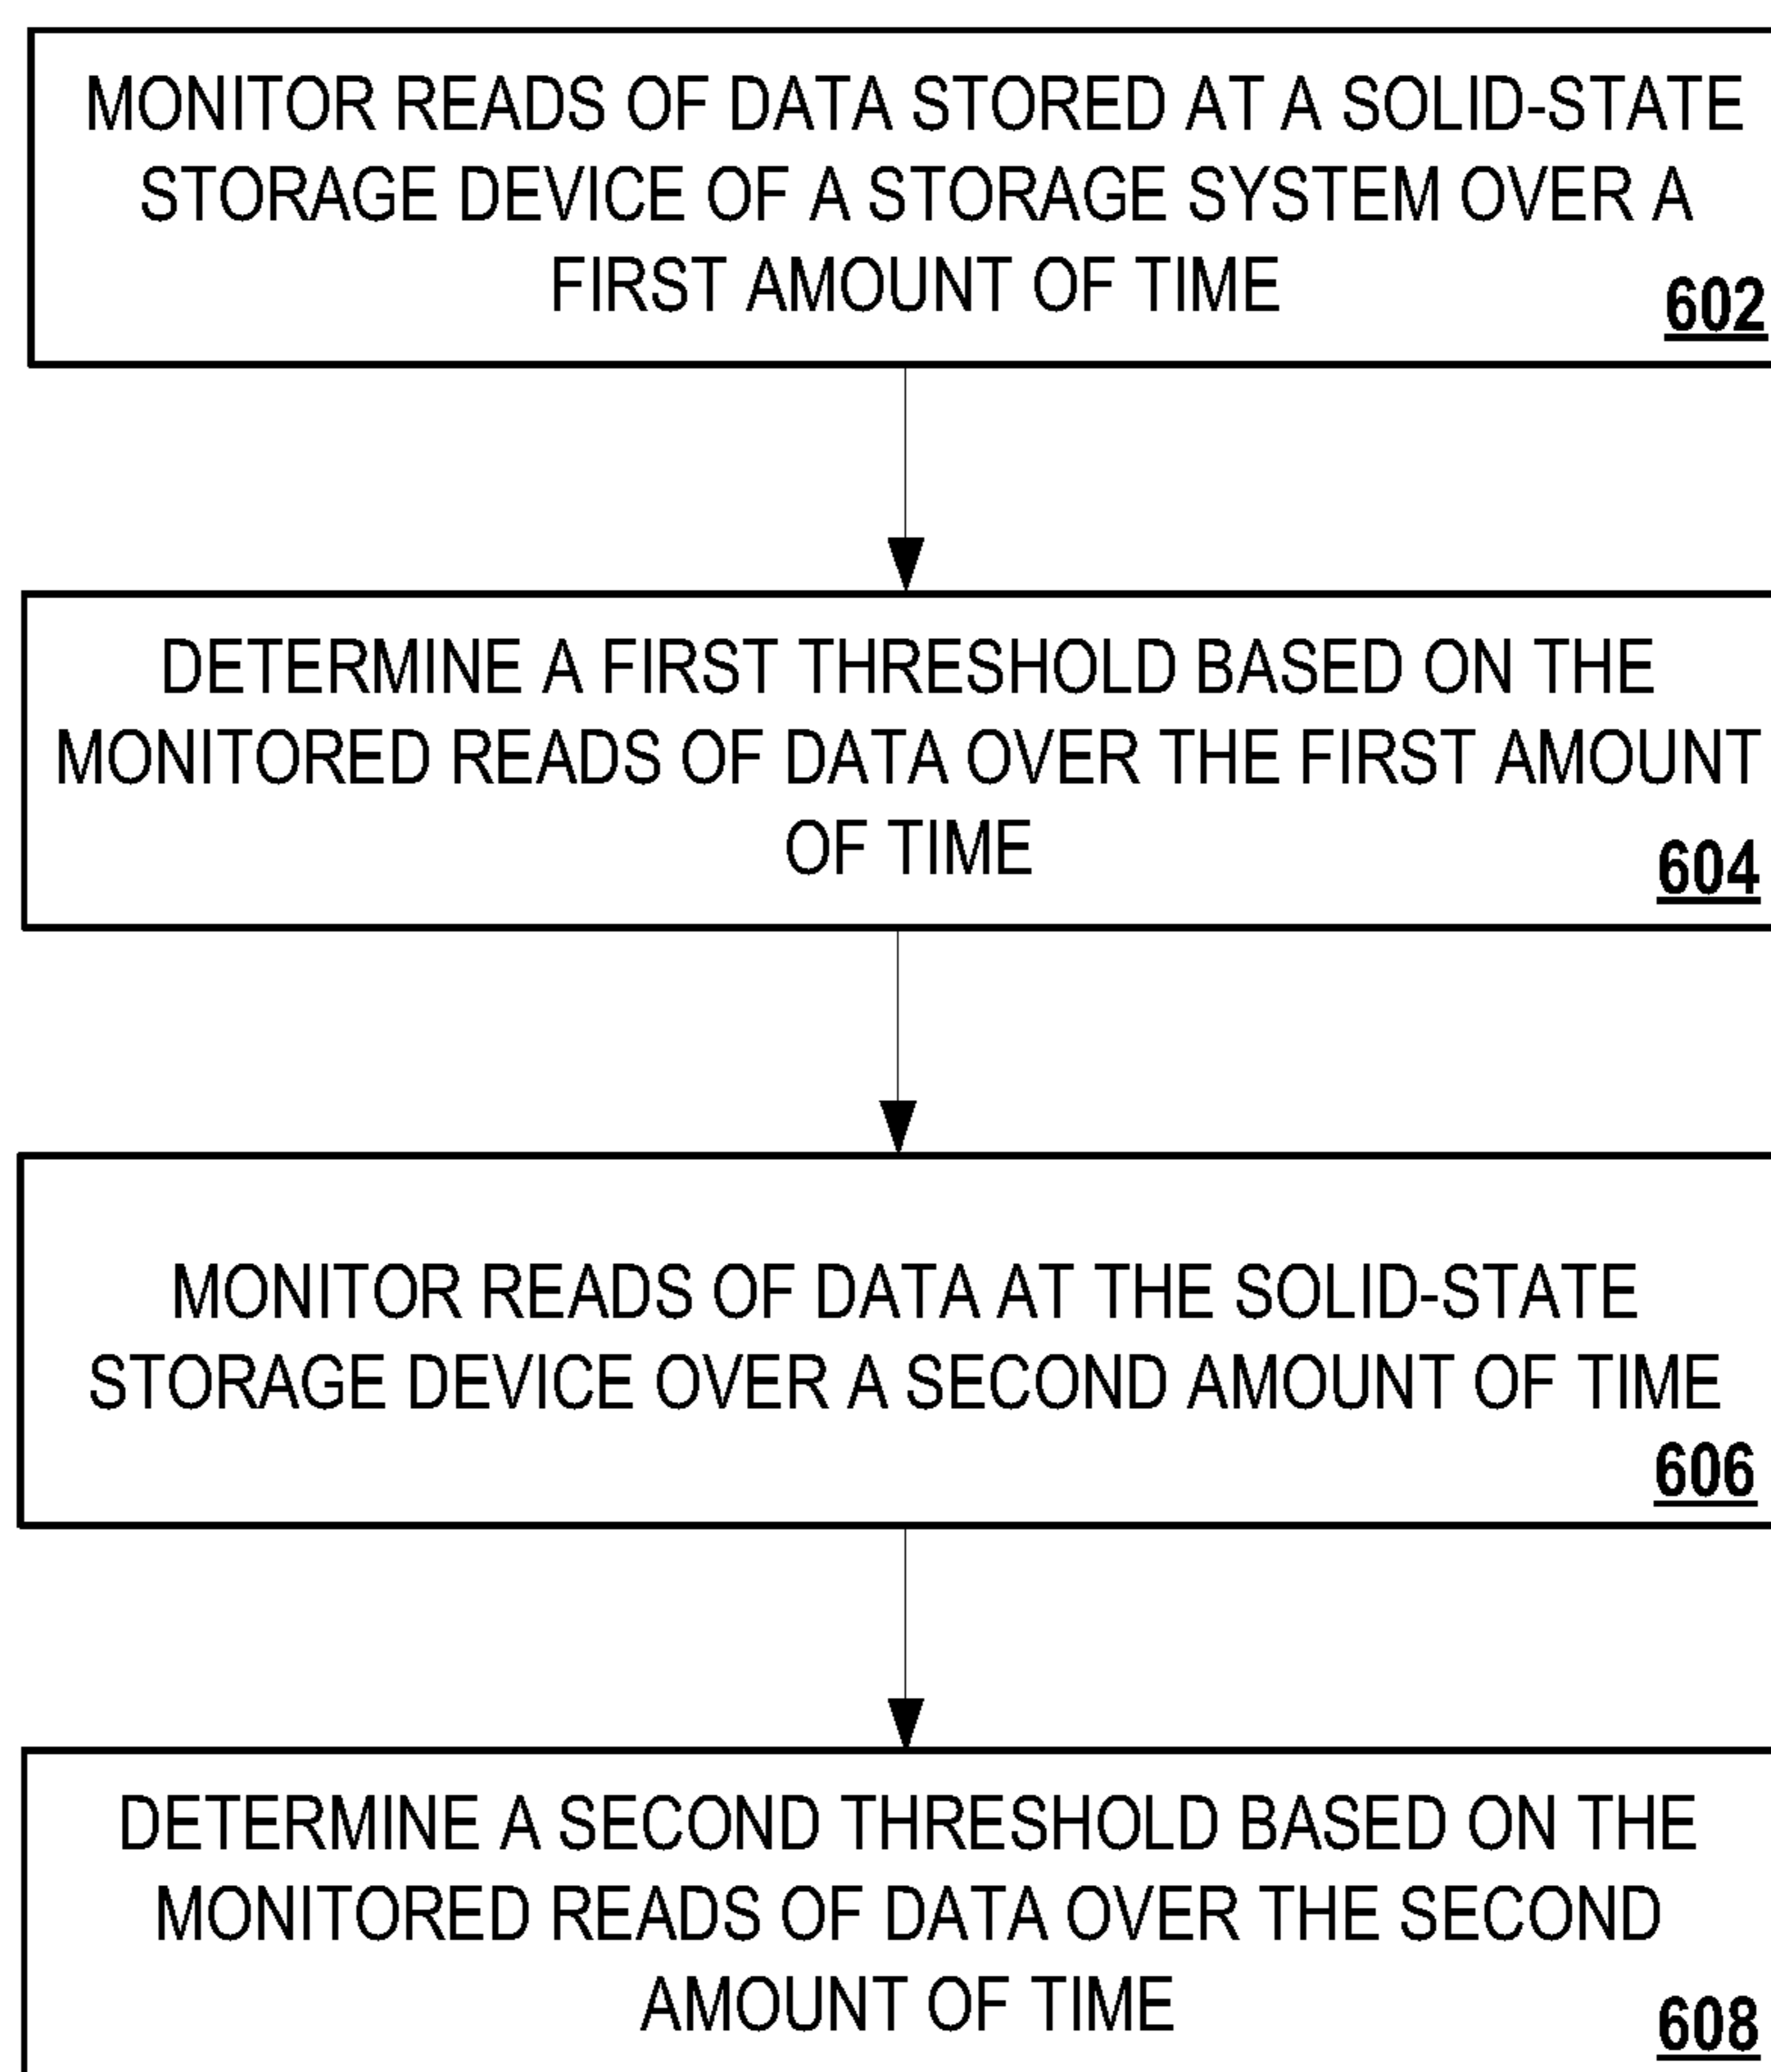 MONITOR READS OF DATA STORED AT A SOLID-STATE
STORAGE DEVICE OF A STORAGE SYSTEM OVER A
FIRST AMOUNT OF TIME
602
DETERMINE A FIRST THRESHOLD BASED ON THE
MONITORED READS OF DATA OVER THE FIRST AMOUNT
OF TIME
604
MONITOR READS OF DATA AT THE SOLID-STATE
STORAGE DEVICE OVER A SECOND AMOUNT OF TIME
606
DETERMINE A SECOND THRESHOLD BASED ON THE
MONITORED READS OF DATA OVER THE SECOND
AMOUNT OF TIME
608